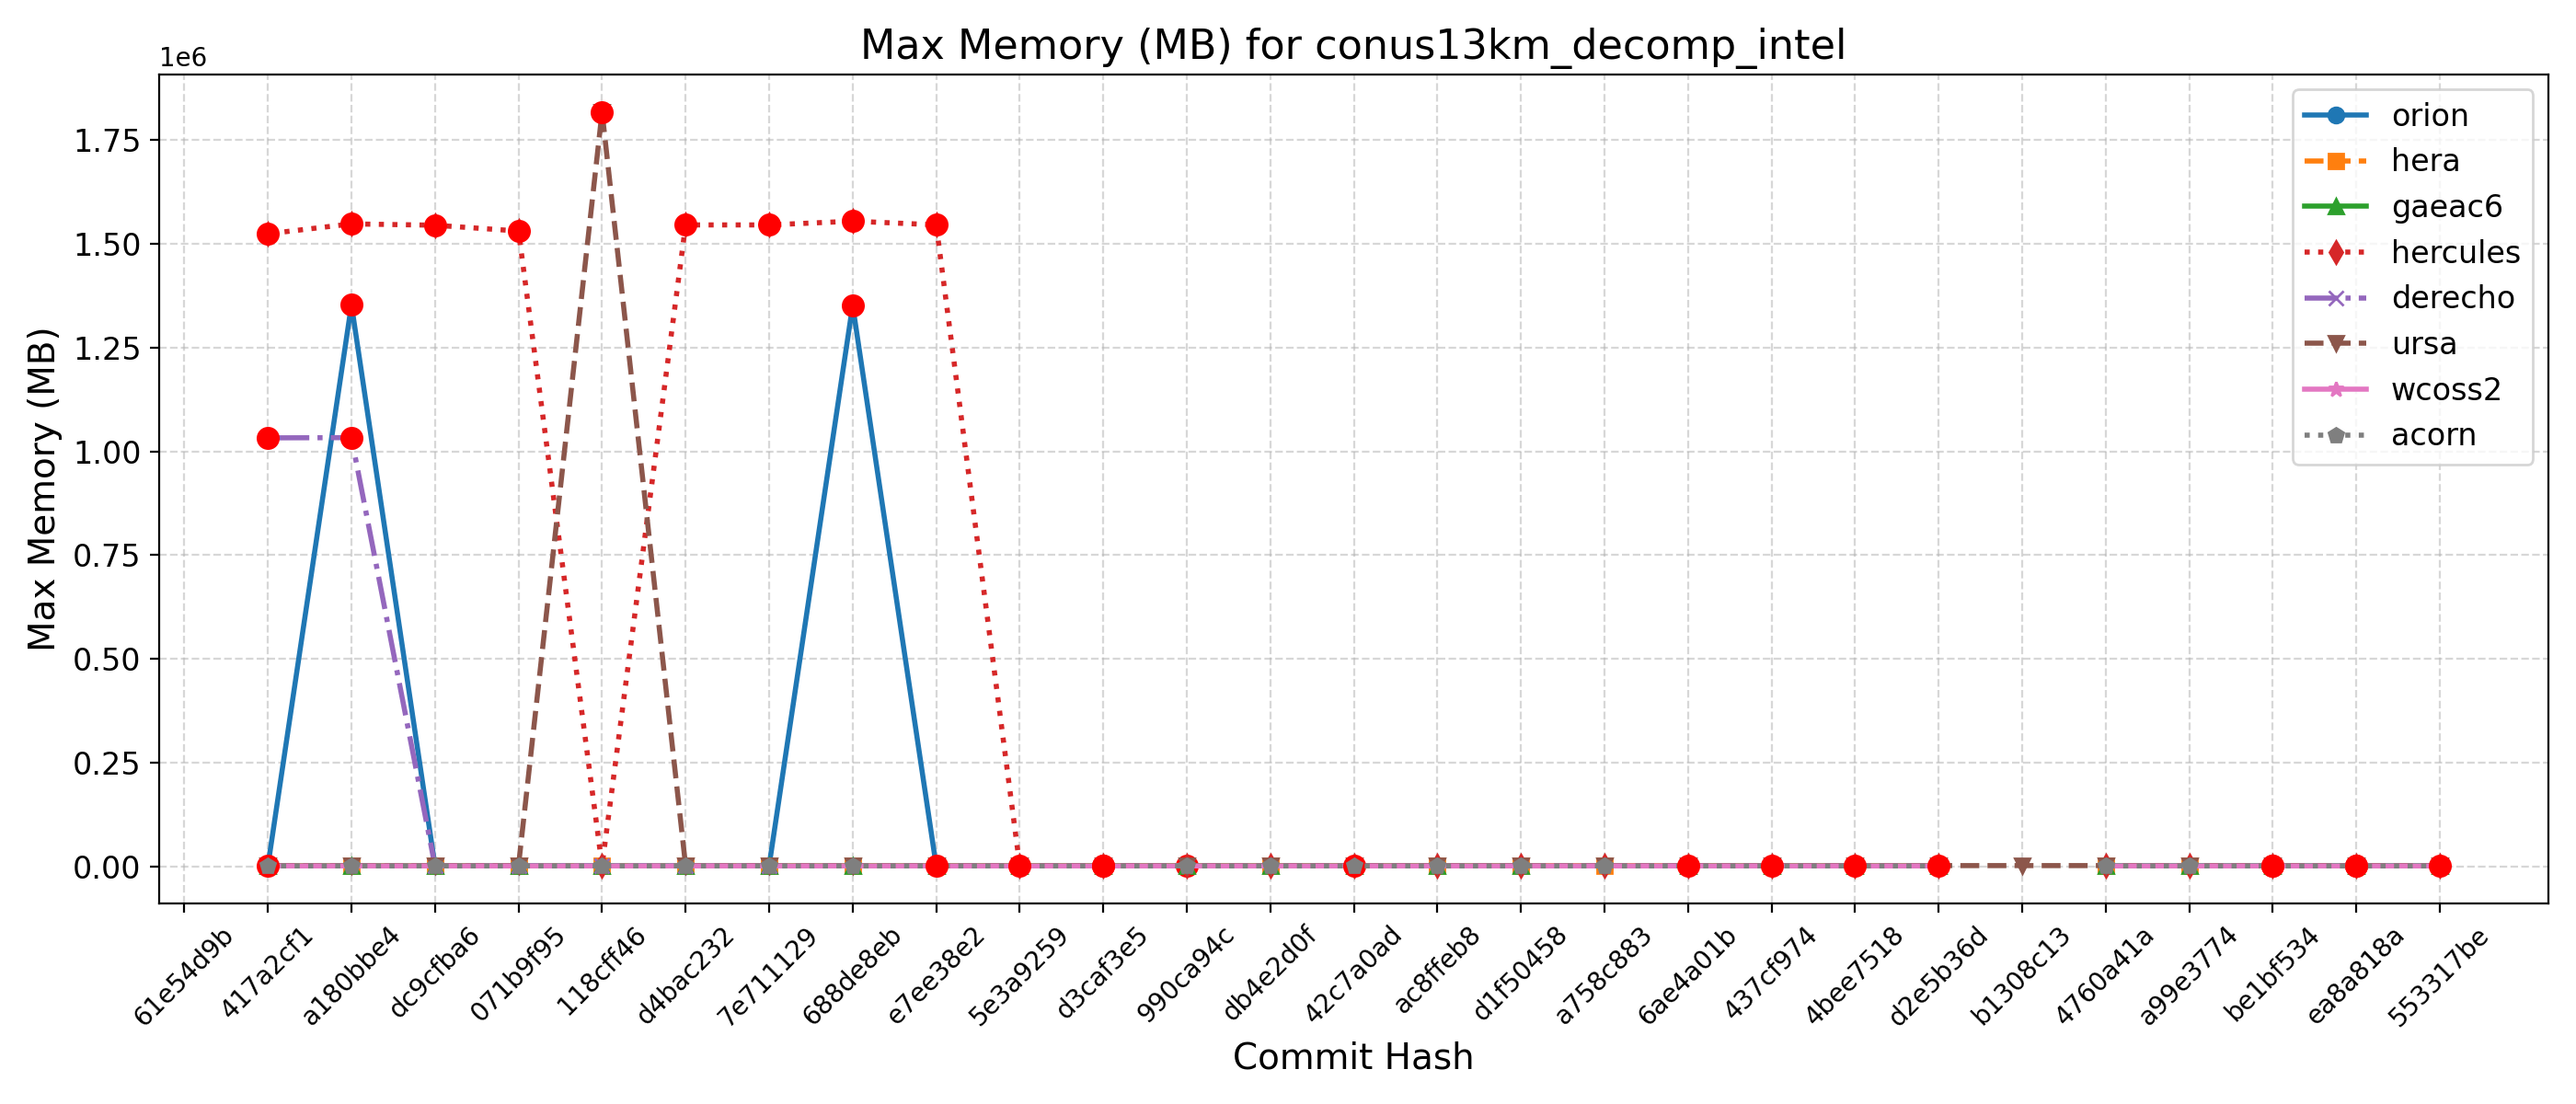 Max Memory (MB) for conus13km_decomp_intel
1e6
1.75
1.50
1.25
1.00
0.75
0.50
0.25
0.00
Max Memory (MB)
orion
hera
gaeac6
hercules
derecho
ursa
wcoss2
acorn
61e54d9b
417a2cf1
a180bbe4
dc9cfba6
071b9f95
118cff46
d4bac232
7e711129
688de8eb
e7ee38e2
5e3a9259
d3caf3e5
990ca94c
db4e2d0f
42c7a0ad
ac8ffeb8
d1f50458
a758c883
6ae4a01b
437cf974
4bee7518
d2e5b36d
b1308c13
4760a41a
a99e3774
be1bf534
ea8a818a
553317be
Commit Hash